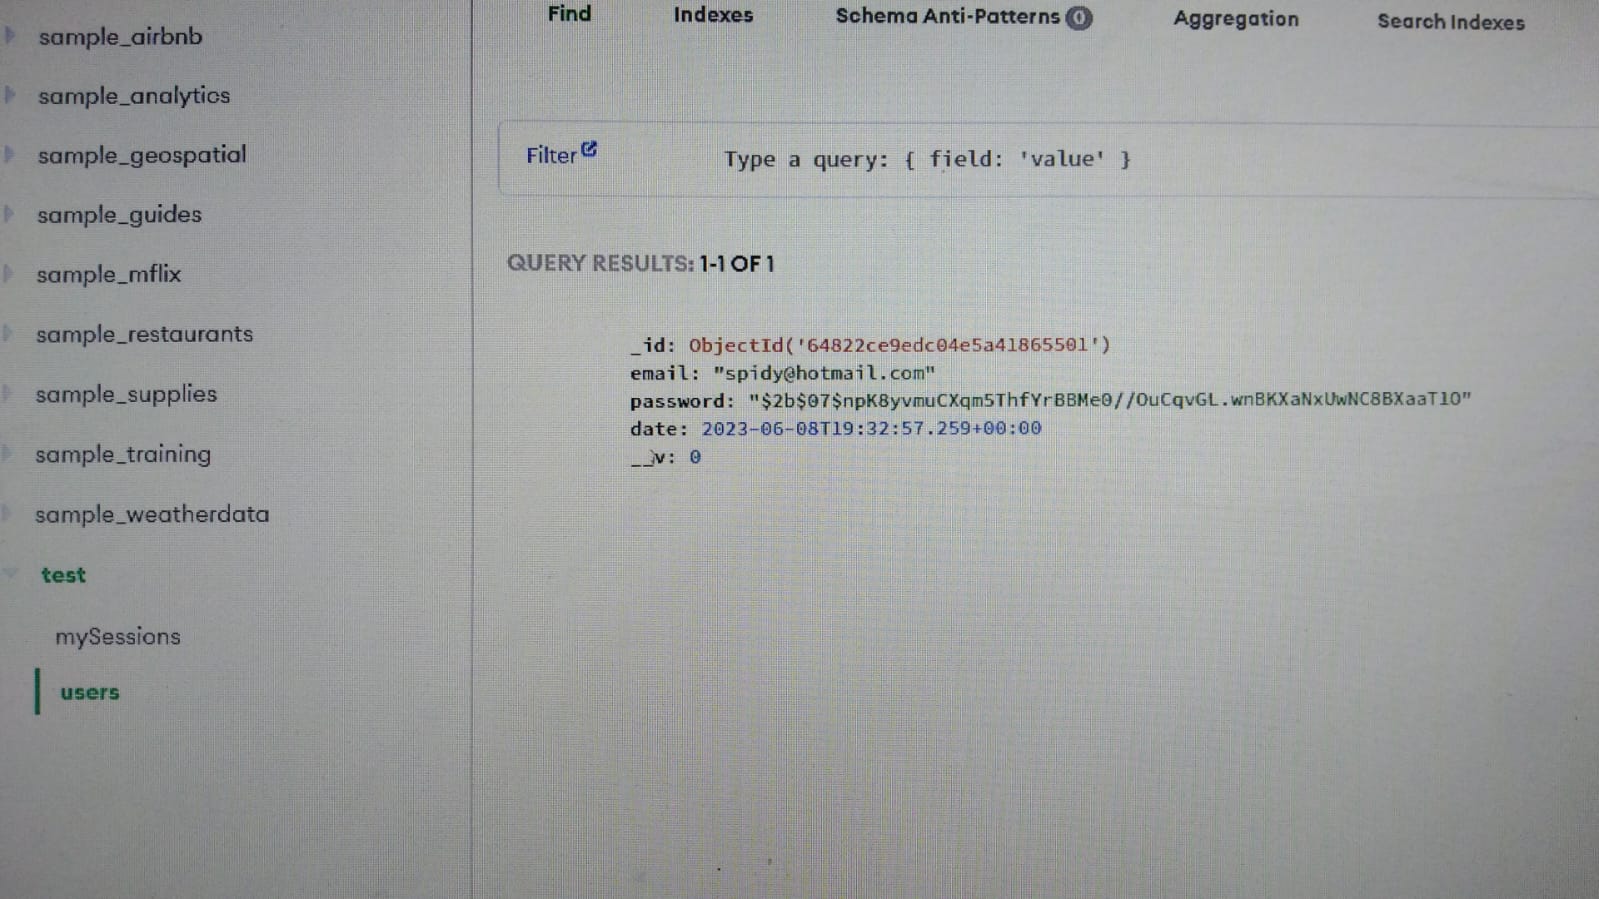 Find Indexes Schema Anti-Patterns 0 Aggregation Search Indexes
sample_airbnb
sample_analytics
sample_geospatial
sample_guides
sample_mflix
sample_restaurants
sample_supplies
sample_training
sample_weatherdata
test
mySessions
users
Filter Type a query: { field: 'value' }
QUERY RESULTS: 1-1 OF 1
_id: ObjectId('64822ce9edc04e5a41865501')
email: "spidy@hotmail.com"
password: "$2b$07$npK8yvmuCXqm5ThfYrBBMe0//OuCqvGL.wnBKXaNxUwNC8BXaaTlO"
date: 2023-06-08T19:32:57.259+00:00
__v: 0